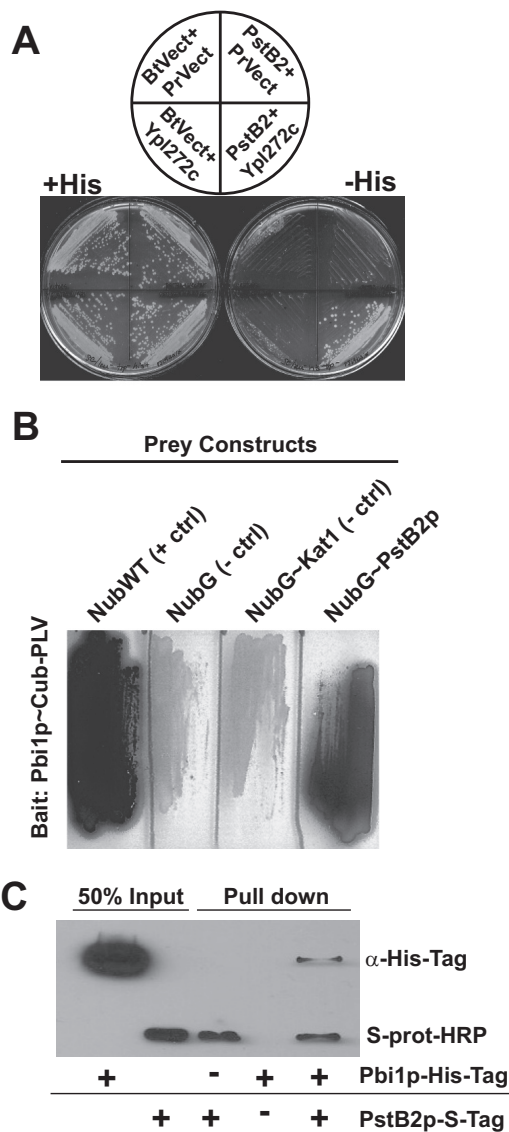 A
BtVect+
PrVect
PstB2+
PrVect
BtVect+
Ypl272c
PstB2+
Ypl272c
+His
-His
B
Prey Constructs
NubWT (+ ctrl)
NubG (- ctrl)
NubG~Kat1 (- ctrl)
NubG~PstB2p
Bait: Pbi1p~Cub-PLV
C
50% Input
Pull down
α-His-Tag
S-prot-HRP
+ - + + Pbi1p-His-Tag
+ + - + PstB2p-S-Tag